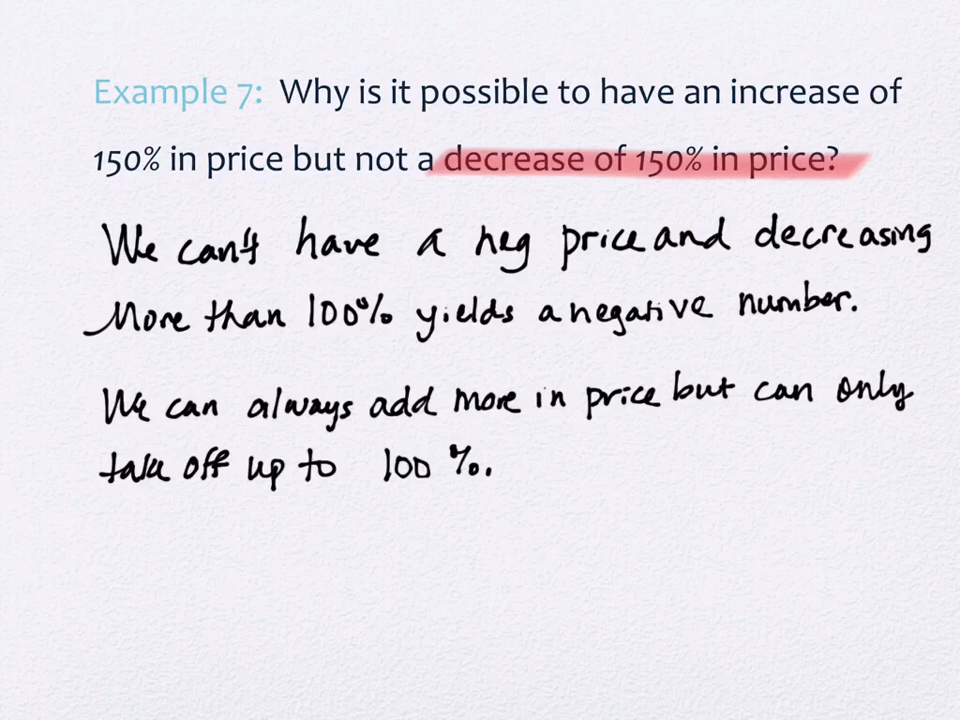 Example 7: Why is it possible to have an increase of
150% in price but not a decrease of 150% in price?
We can't have a neg price and decreasing
More than 100% yields a negative number.
We can always add more in price but can only
take off up to 100%.